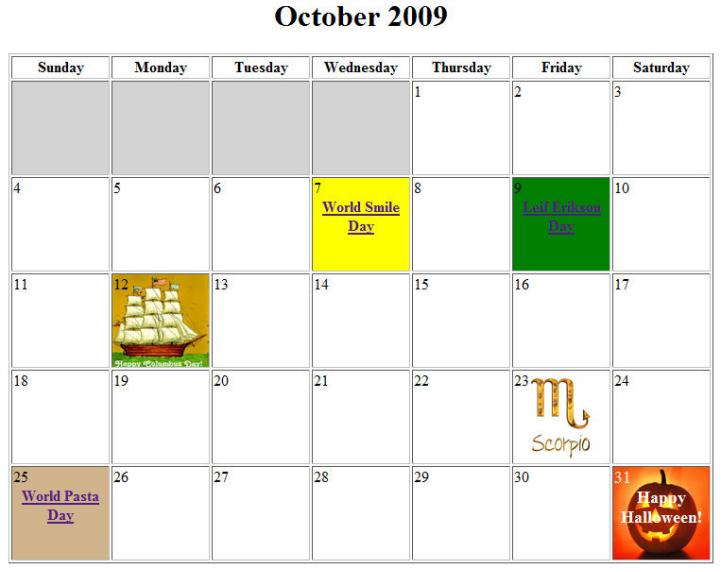 October 2009
Sunday Monday Tuesday Wednesday Thursday Friday Saturday
1 2 3
4 5 6 7 8 9 10
World Smile
Day
Leif Erikson
Day
11 12 13 14 15 16 17
Happy Columbus Day!
18 19 20 21 22 23 24
Scorpio
25 26 27 28 29 30 31
World Pasta
Day
Happy
Halloween!